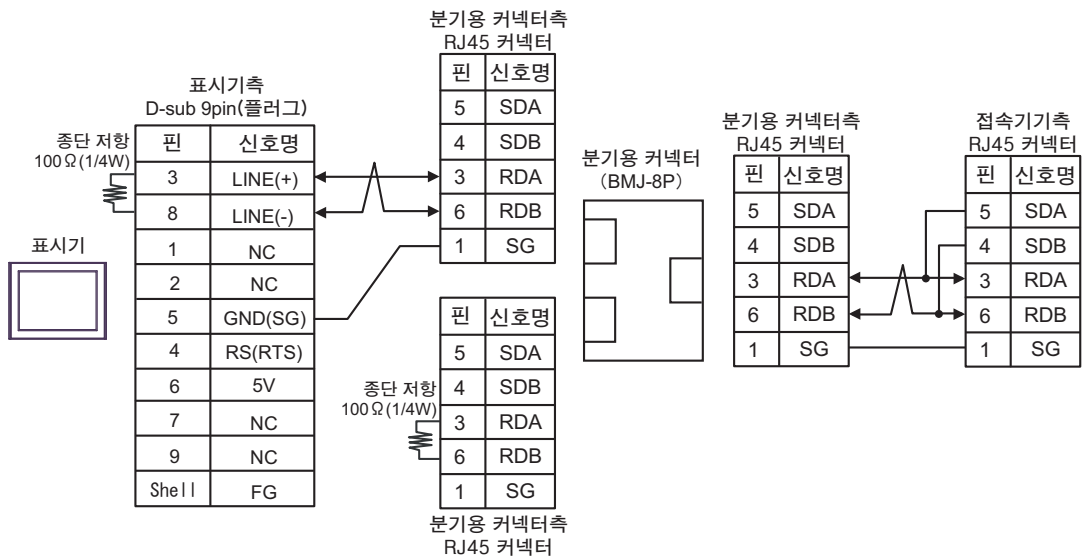 표시기
종단 저항
100Ω(1/4W)
표시기측
D-sub 9pin(플러그)
핀 신호명
3 LINE(+)
8 LINE(-)
1 NC
2 NC
5 GND(SG)
4 RS(RTS)
6 5V
7 NC
9 NC
Shell FG
분기용 커넥터측
RJ45 커넥터
핀 신호명
5 SDA
4 SDB
3 RDA
6 RDB
1 SG
종단 저항
100Ω(1/4W)
핀 신호명
5 SDA
4 SDB
3 RDA
6 RDB
1 SG
분기용 커넥터측
RJ45 커넥터
분기용 커넥터
(BMJ-8P)
분기용 커넥터측
RJ45 커넥터
핀 신호명
5 SDA
4 SDB
3 RDA
6 RDB
1 SG
접속기기측
RJ45 커넥터
핀 신호명
5 SDA
4 SDB
3 RDA
6 RDB
1 SG